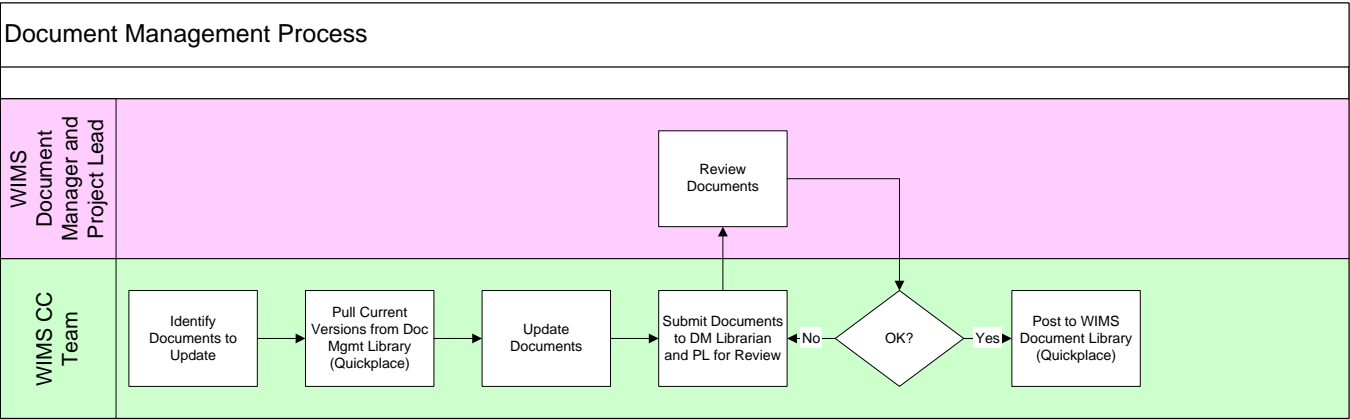 Document Management Process
WIMS
Document
Manager and
Project Lead
Review
Documents
WIMS CC
Team
Identify
Documents to
Update
Pull Current
Versions from Doc
Mgmt Library
(Quickplace)
Update
Documents
Submit Documents
to DM Librarian
and PL for Review
No
OK?
Yes
Post to WIMS
Document Library
(Quickplace)